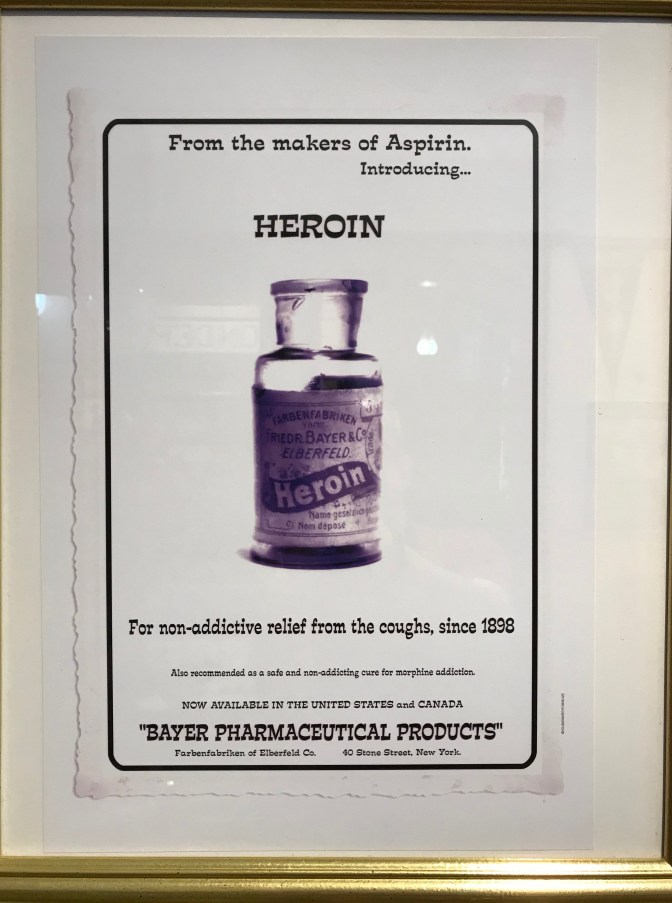 From the makers of Aspirin.
Introducing...
HEROIN
FARBENFABRIKEN
FRIEDR. BAYER & Co
ELBERFELD.
Heroin
Nom déposé
For non-addictive relief from the coughs, since 1898
Also recommended as a safe and non-addicting cure for morphine addiction.
NOW AVAILABLE IN THE UNITED STATES and CANADA
"BAYER PHARMACEUTICAL PRODUCTS"
Farbenfabriken of Elberfeld Co. 40 Stone Street, New York.